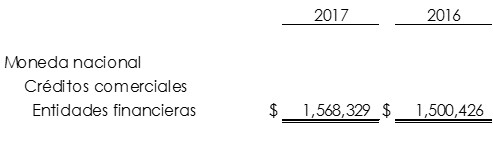 2017 2016
Moneda nacional
Créditos comerciales
Entidades financieras $ 1,568,329 $ 1,500,426